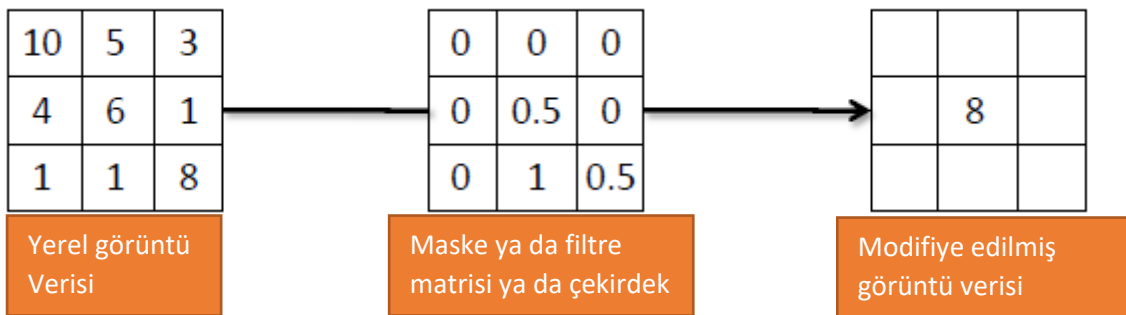 10 5 3
4 6 1
1 1 8
Yerel görüntü
Verisi
0 0 0
0 0.5 0
0 1 0.5
Maske ya da filtre
matrisi ya da çekirdek
8
Modifiye edilmiş
görüntü verisi